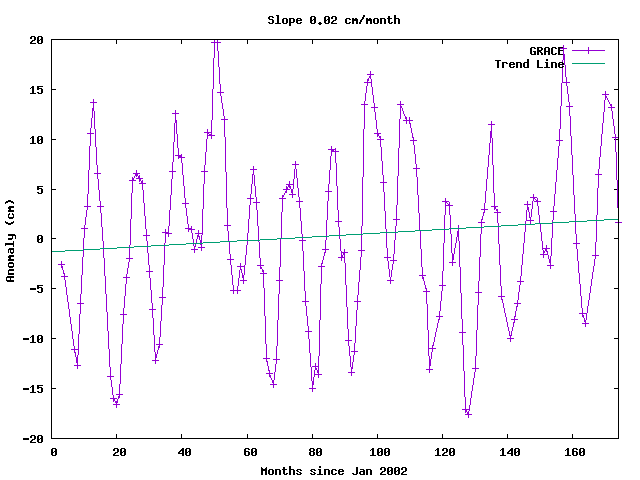 Slope 0.02 cm/month
GRACE
Trend Line
20
15
10
5
0
-5
-10
-15
-20
Anomaly (cm)
0 20 40 60 80 100 120 140 160
Months since Jan 2002